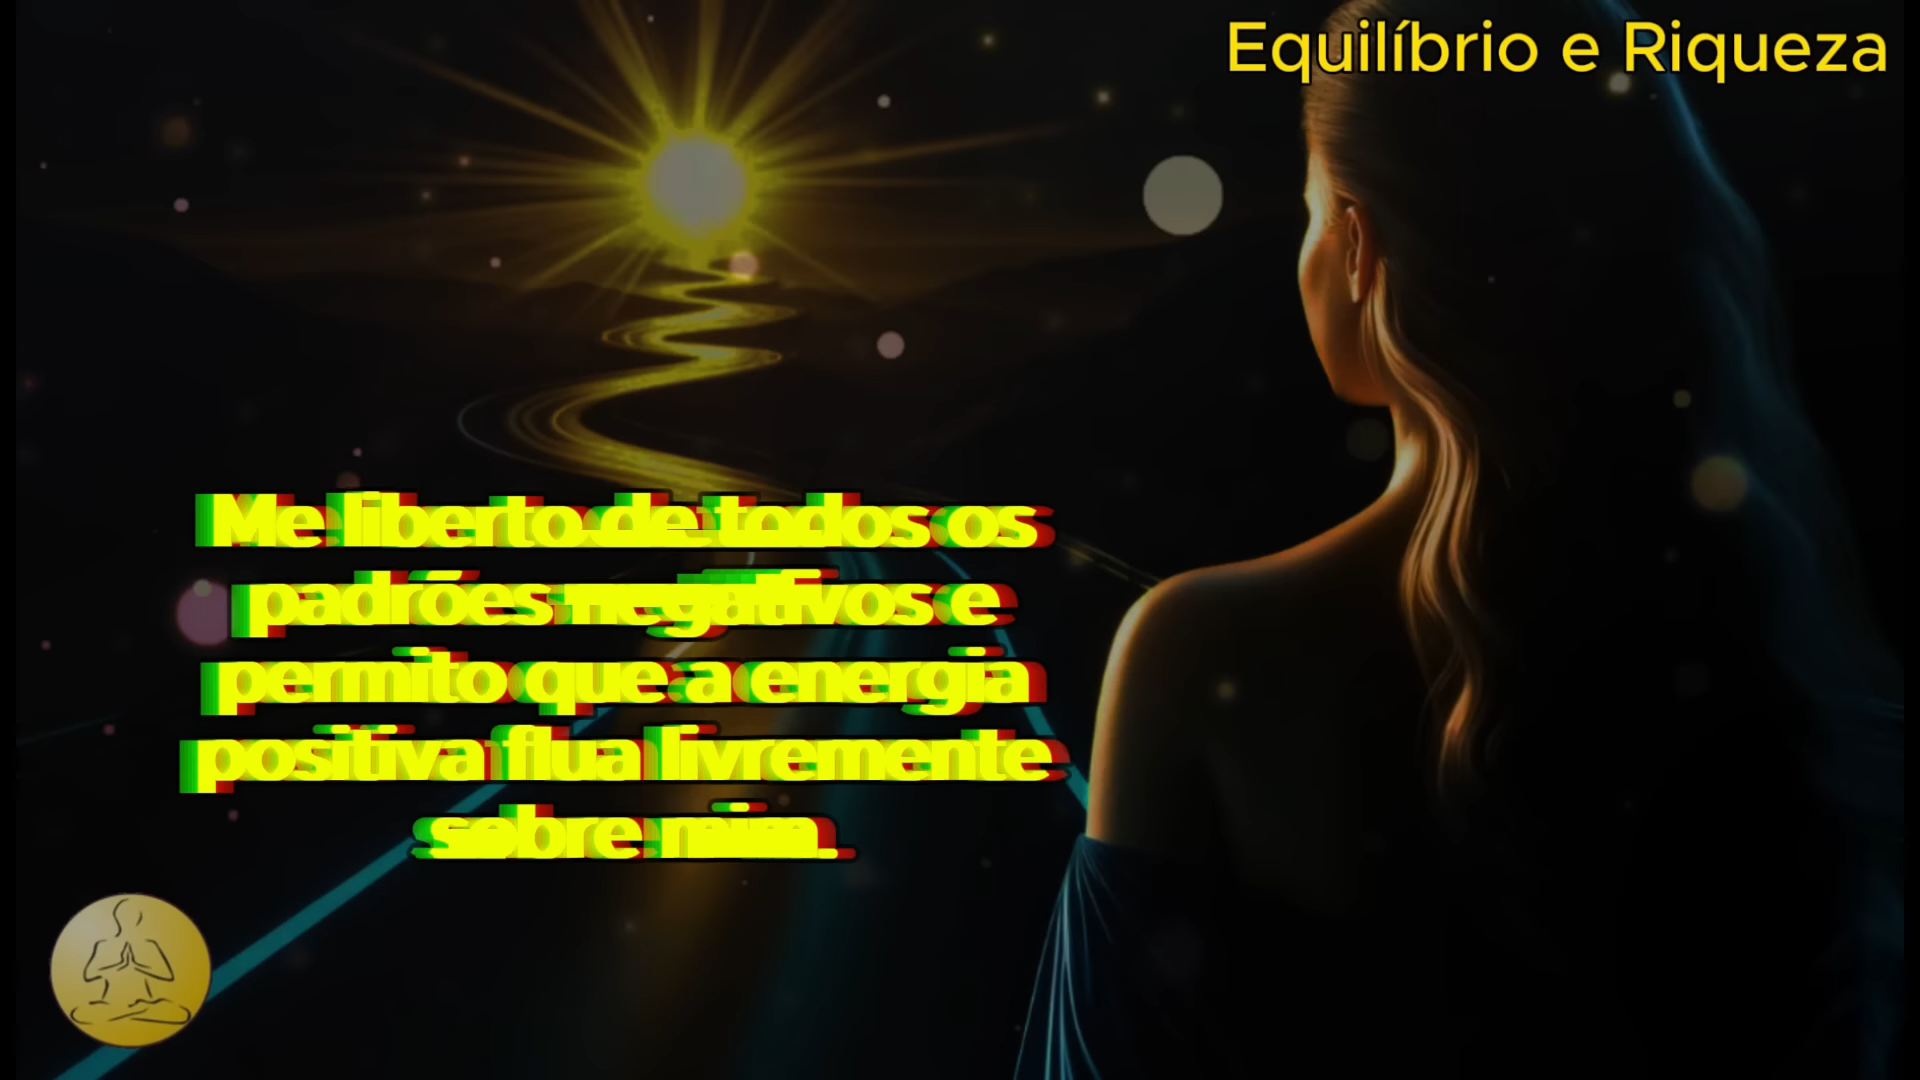 Equilíbrio e Riqueza
Me liberto de todos os
padrões negativos e
permito que a energia
positiva flua livremente
sobre mim.